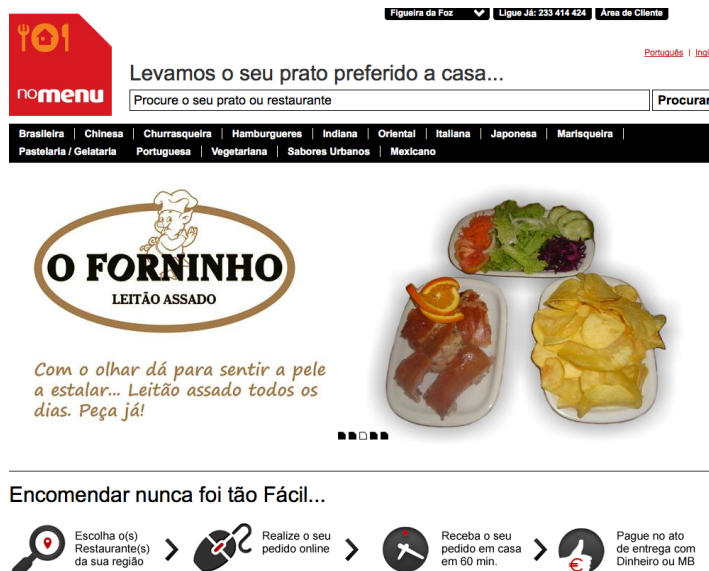 Figueira da Foz
Ligue Já: 233 414 424
Área de Cliente
Português | Ingl
nomenu
Levamos o seu prato preferido a casa...
Procure o seu prato ou restaurante
Procurar
Brasileira | Chinesa | Churrasqueira | Hamburgueres | Indiana | Oriental | Italiana | Japonesa | Marisqueira |
Pastelaria / Gelataria Portuguesa | Vegetariana | Sabores Urbanos | Mexicano
O FORNINHO
LEITÃO ASSADO
Com o olhar dá para sentir a pele
a estalar... Leitão assado todos os
dias. Peça já!
Encomendar nunca foi tão Fácil...
Escolha o(s)
Restaurante(s)
da sua região
Realize o seu
pedido online
Receba o seu
pedido em casa
em 60 min.
Pague no ato
de entrega com
Dinheiro ou MB